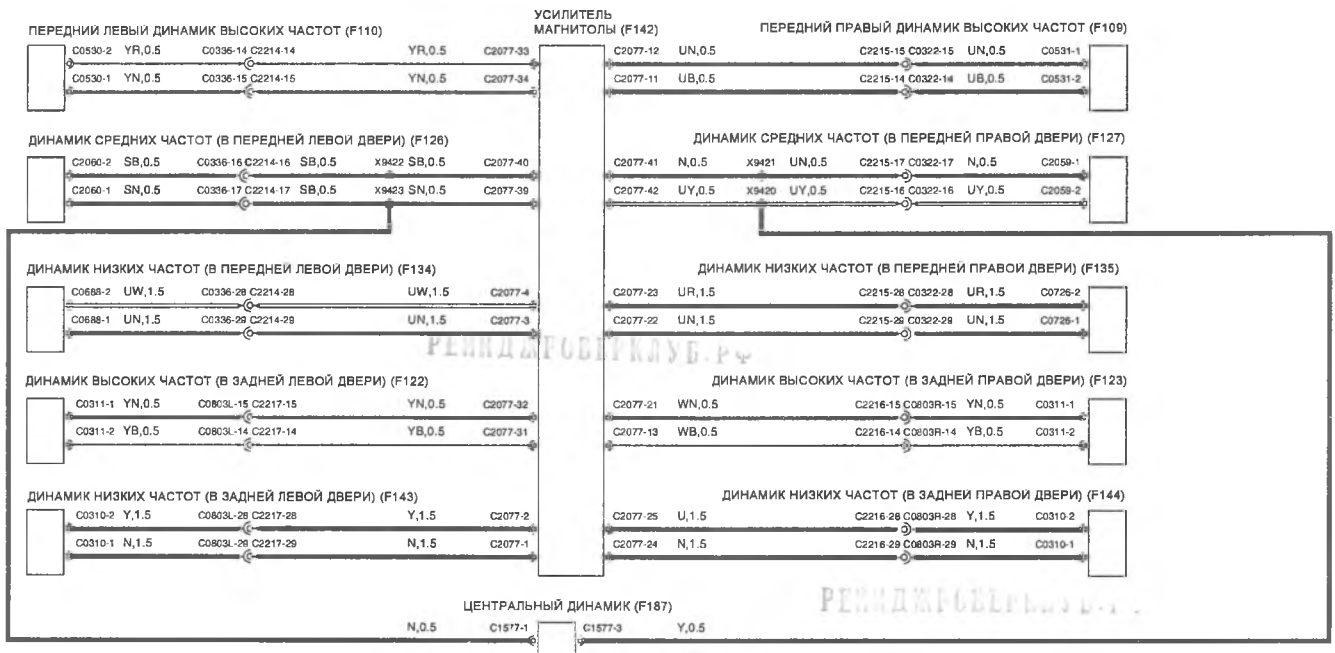 УСИЛИТЕЛЬ
МАГНИТОЛЫ (F142)
ПЕРЕДНИЙ ЛЕВЫЙ ДИНАМИК ВЫСОКИХ ЧАСТОТ (F110)
C0530-2 YR,0.5 C0336-14 C2214-14 YR,0.5 C2077-33
C0530-1 YN,0.5 C0336-15 C2214-15 YN,0.5 C2077-34
ПЕРЕДНИЙ ПРАВЫЙ ДИНАМИК ВЫСОКИХ ЧАСТОТ (F109)
C2077-12 UN,0.5 C2215-15 C0322-15 UN,0.5 C0531-1
C2077-11 UB,0.5 C2215-14 C0322-14 UB,0.5 C0531-2
ДИНАМИК СРЕДНИХ ЧАСТОТ (В ПЕРЕДНЕЙ ЛЕВОЙ ДВЕРИ) (F126)
C2060-2 SB,0.5 C0336-16 C2214-16 SB,0.5 X9422 SB,0.5 C2077-40
C2060-1 SN,0.5 C0336-17 C2214-17 SB,0.5 X9423 SN,0.5 C2077-39
ДИНАМИК СРЕДНИХ ЧАСТОТ (В ПЕРЕДНЕЙ ПРАВОЙ ДВЕРИ) (F127)
C2077-41 N,0.5 X9421 UN,0.5 C2215-17 C0322-17 N,0.5 C2059-1
C2077-42 UY,0.5 X9420 UY,0.5 C2215-16 C0322-16 UY,0.5 C2059-2
ДИНАМИК НИЗКИХ ЧАСТОТ (В ПЕРЕДНЕЙ ЛЕВОЙ ДВЕРИ) (F134)
C0688-2 UW,1.5 C0336-28 C2214-28 UW,1.5 C2077-4
C0688-1 UN,1.5 C0336-29 C2214-29 UN,1.5 C2077-3
ДИНАМИК НИЗКИХ ЧАСТОТ (В ПЕРЕДНЕЙ ПРАВОЙ ДВЕРИ) (F135)
C2077-23 UR,1.5 C2215-28 C0322-28 UR,1.5 C0726-2
C2077-22 UN,1.5 C2215-29 C0322-29 UN,1.5 C0726-1
РЕЙНДЖРОВЕРКЛУБ.РФ
ДИНАМИК ВЫСОКИХ ЧАСТОТ (В ЗАДНЕЙ ЛЕВОЙ ДВЕРИ) (F122)
C0311-1 YN,0.5 C0803L-15 C2217-15 YN,0.5 C2077-32
C0311-2 YB,0.5 C0803L-14 C2217-14 YB,0.5 C2077-31
ДИНАМИК ВЫСОКИХ ЧАСТОТ (В ЗАДНЕЙ ПРАВОЙ ДВЕРИ) (F123)
C2077-21 WN,0.5 C2216-15 C0803R-15 YN,0.5 C0311-1
C2077-13 WB,0.5 C2216-14 C0803R-14 YB,0.5 C0311-2
ДИНАМИК НИЗКИХ ЧАСТОТ (В ЗАДНЕЙ ЛЕВОЙ ДВЕРИ) (F143)
C0310-2 Y,1.5 C0803L-28 C2217-28 Y,1.5 C2077-2
C0310-1 N,1.5 C0803L-29 C2217-29 N,1.5 C2077-1
ДИНАМИК НИЗКИХ ЧАСТОТ (В ЗАДНЕЙ ПРАВОЙ ДВЕРИ) (F144)
C2077-25 U,1.5 C2216-28 C0803R-28 Y,1.5 C0310-2
C2077-24 N,1.5 C2216-29 C0803R-29 N,1.5 C0310-1
ЦЕНТРАЛЬНЫЙ ДИНАМИК (F187)
N,0.5 C1577-1 C1577-3 Y,0.5